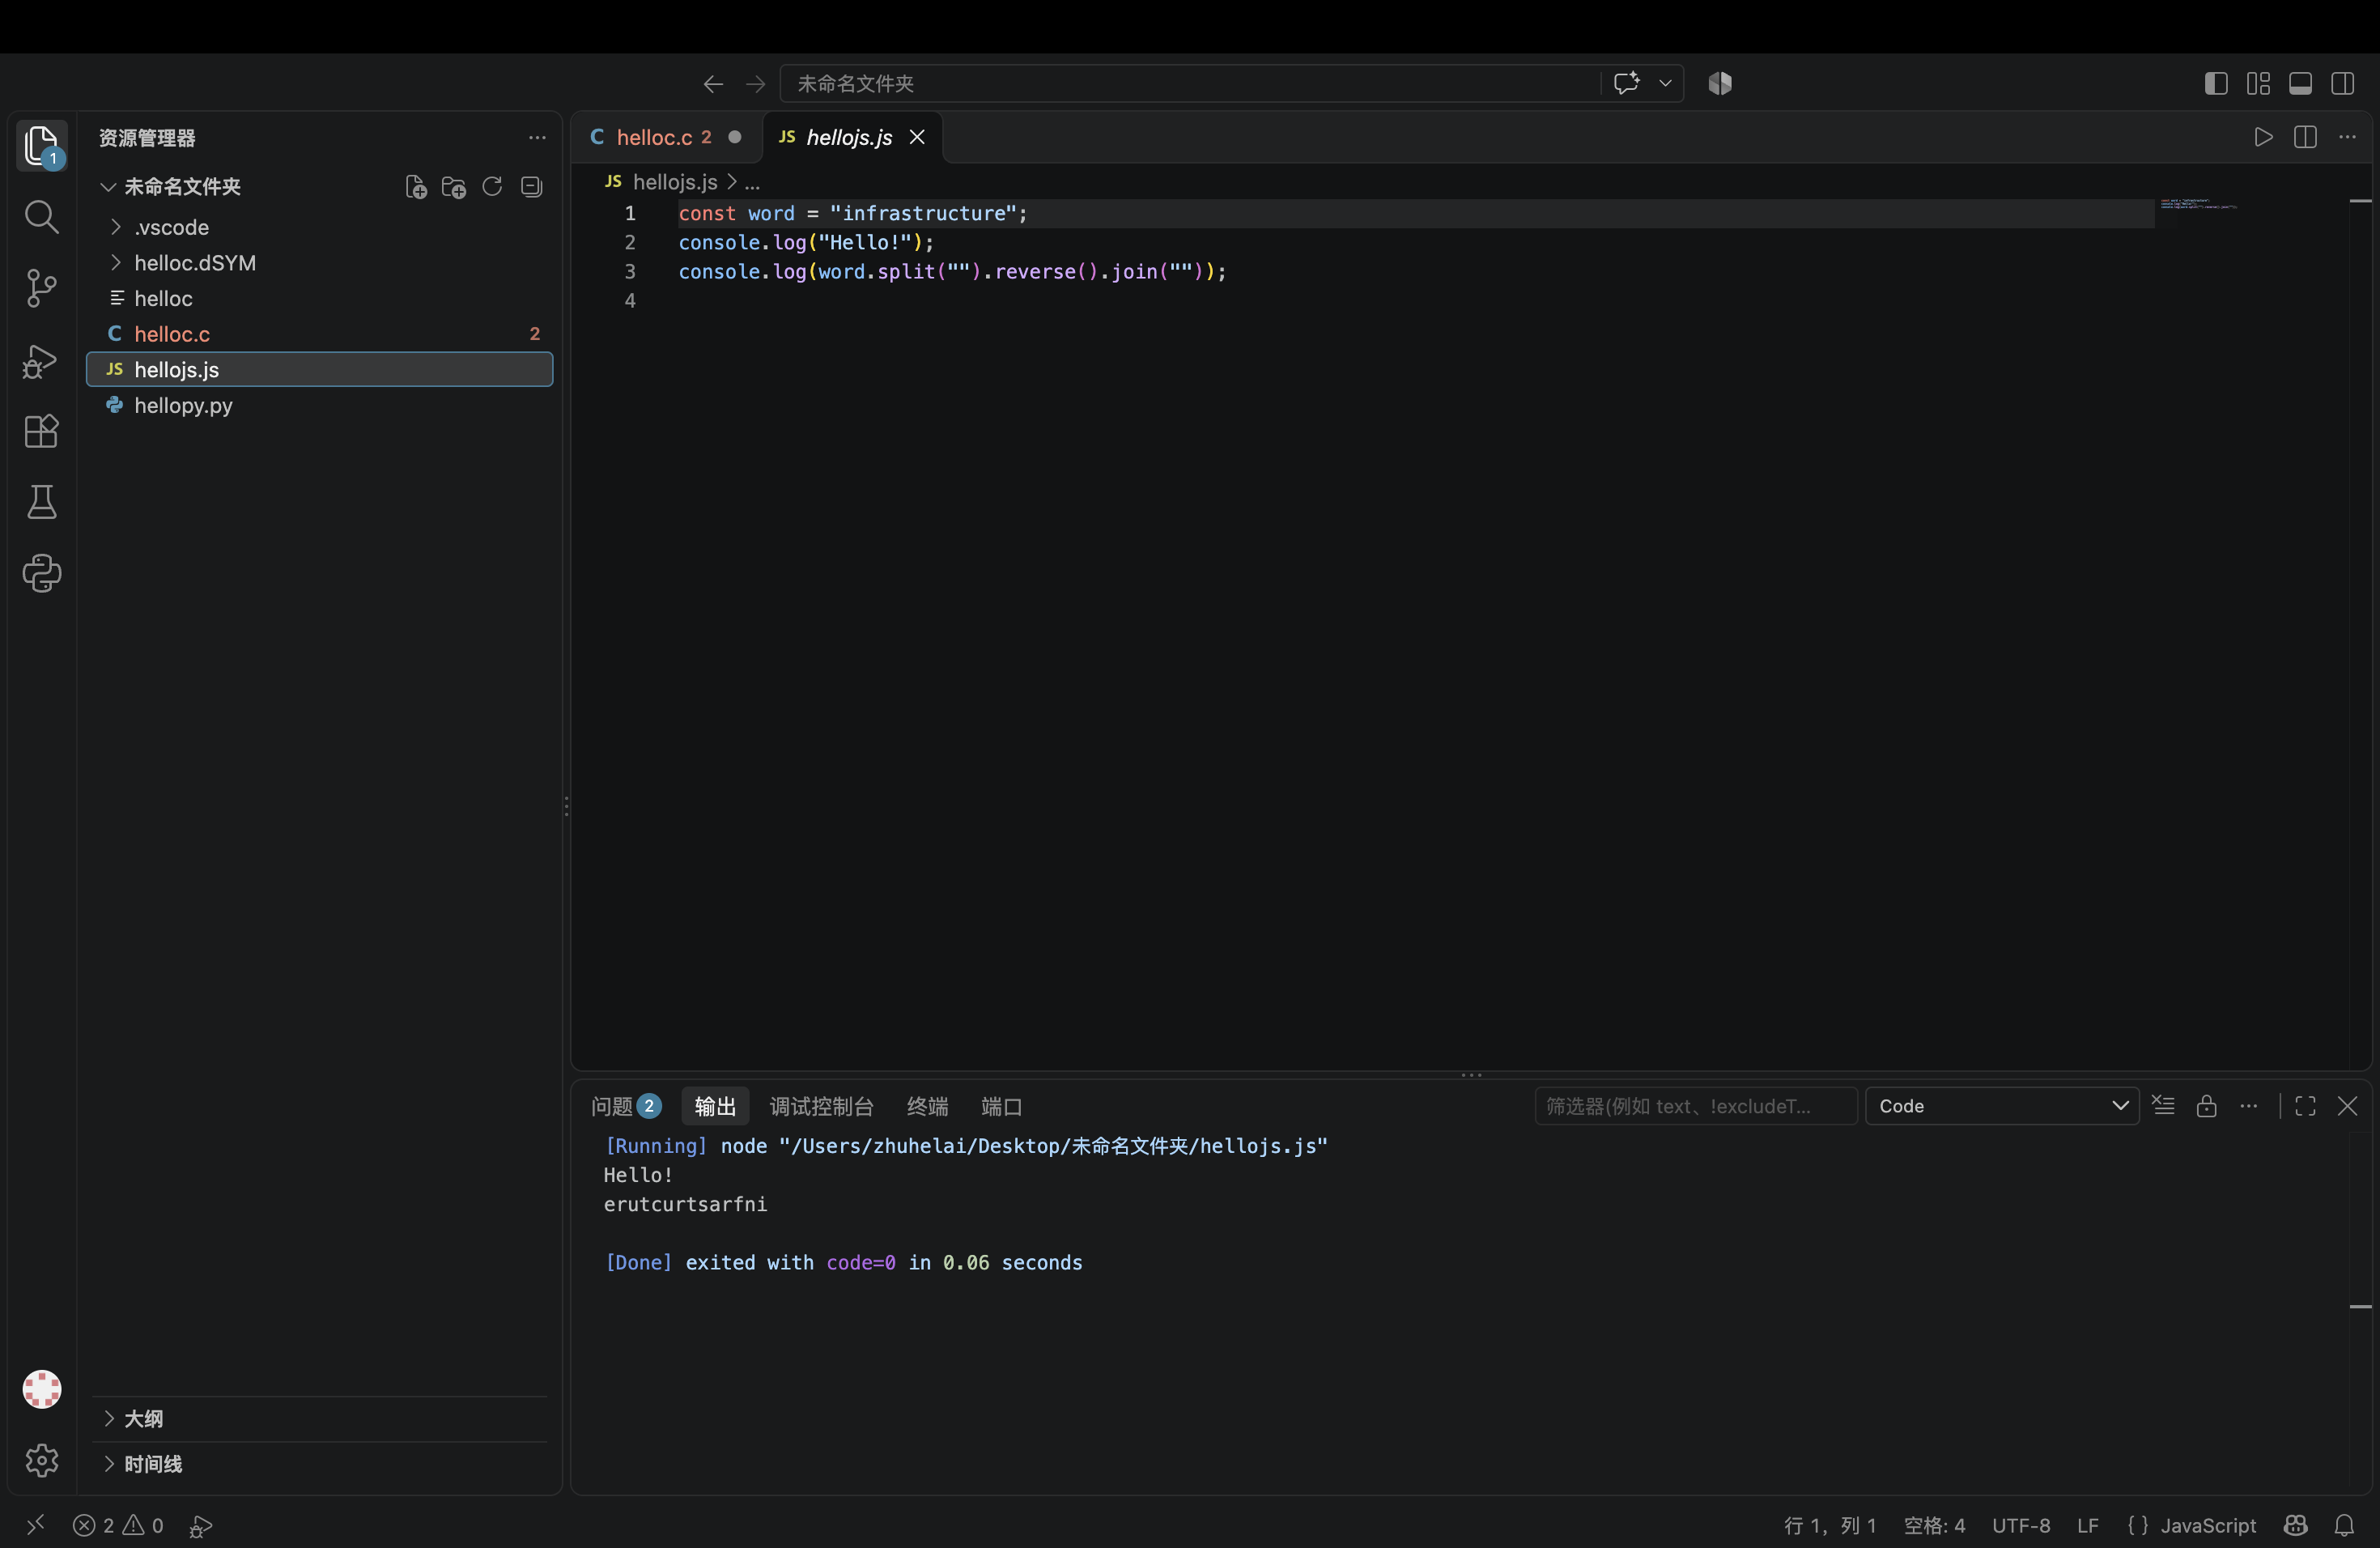 未命名文件夹
资源管理器
1
未命名文件夹
.vscode
helloc.dSYM
helloc
C helloc.c 2
JS hellojs.js
hellopy.py
大纲
时间线
C helloc.c 2
JS hellojs.js
JS hellojs.js > ...
1 const word = "infrastructure";
2 console.log("Hello!");
3 console.log(word.split("").reverse().join(""));
4
问题 2 输出 调试控制台 终端 端口
筛选器(例如 text、!excludeT... Code
[Running] node "/Users/zhuhelai/Desktop/未命名文件夹/hellojs.js"
Hello!
erutcurtsarfni
[Done] exited with code=0 in 0.06 seconds
2 0
行 1，列 1 空格: 4 UTF-8 LF {} JavaScript